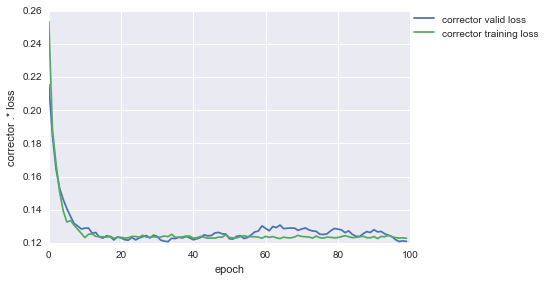 0.26
0.24
0.22
0.20
0.18
0.16
0.14
0.12
0 20 40 60 80 100
epoch
corrector .* loss
corrector valid loss
corrector training loss